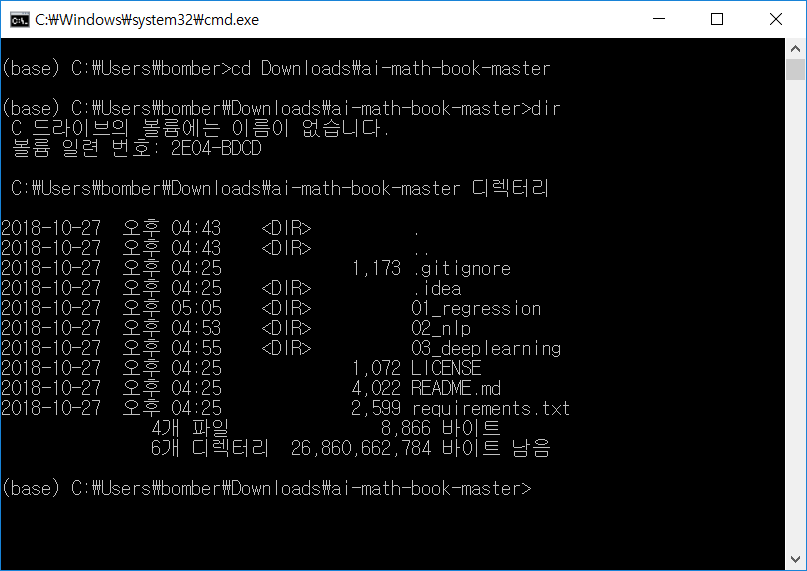 C:₩Windows₩system32₩cmd.exe
(base) C:₩Users₩bomber>cd Downloads₩ai-math-book-master
(base) C:₩Users₩bomber₩Downloads₩ai-math-book-master>dir
C 드라이브의 볼륨에는 이름이 없습니다.
볼륨 일련 번호: 2E04-BDCD
C:₩Users₩bomber₩Downloads₩ai-math-book-master 디렉터리
2018-10-27  오후 04:43    <DIR>          .
2018-10-27  오후 04:43    <DIR>          ..
2018-10-27  오후 04:25             1,173 .gitignore
2018-10-27  오후 04:25    <DIR>          .idea
2018-10-27  오후 05:05    <DIR>          01_regression
2018-10-27  오후 04:53    <DIR>          02_nlp
2018-10-27  오후 04:55    <DIR>          03_deeplearning
2018-10-27  오후 04:25             1,072 LICENSE
2018-10-27  오후 04:25             4,022 README.md
2018-10-27  오후 04:25             2,599 requirements.txt
4개 파일               8,866 바이트
6개 디렉터리  26,860,662,784 바이트 남음
(base) C:₩Users₩bomber₩Downloads₩ai-math-book-master>